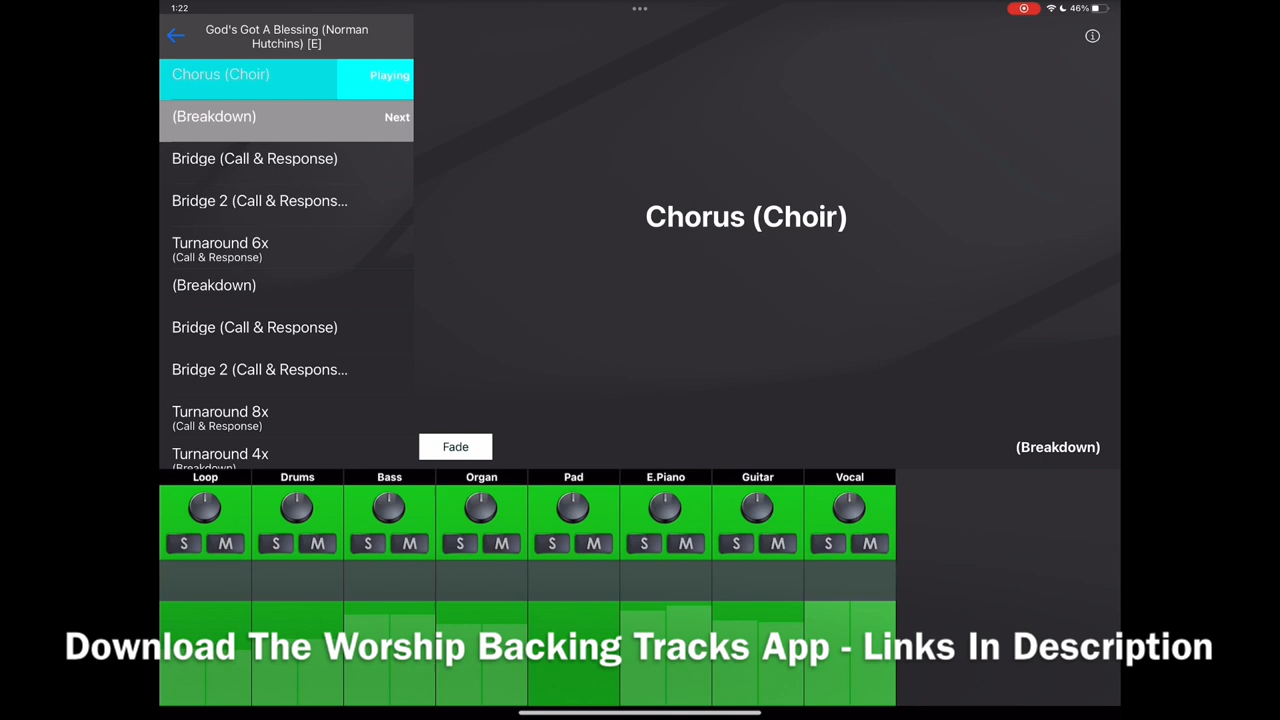 1:22
46%
God's Got A Blessing (Norman
Hutchins) [E]
Chorus (Choir) Playing
(Breakdown) Next
Bridge (Call & Response)
Bridge 2 (Call & Respons...
Turnaround 6x
(Call & Response)
(Breakdown)
Bridge (Call & Response)
Bridge 2 (Call & Respons...
Turnaround 8x
(Call & Response)
Turnaround 4x
(Breakdown)
Chorus (Choir)
Fade
(Breakdown)
Loop Drums Bass Organ Pad E.Piano Guitar Vocal
S M S M S M S M S M S M S M S M
Download The Worship Backing Tracks App - Links In Description